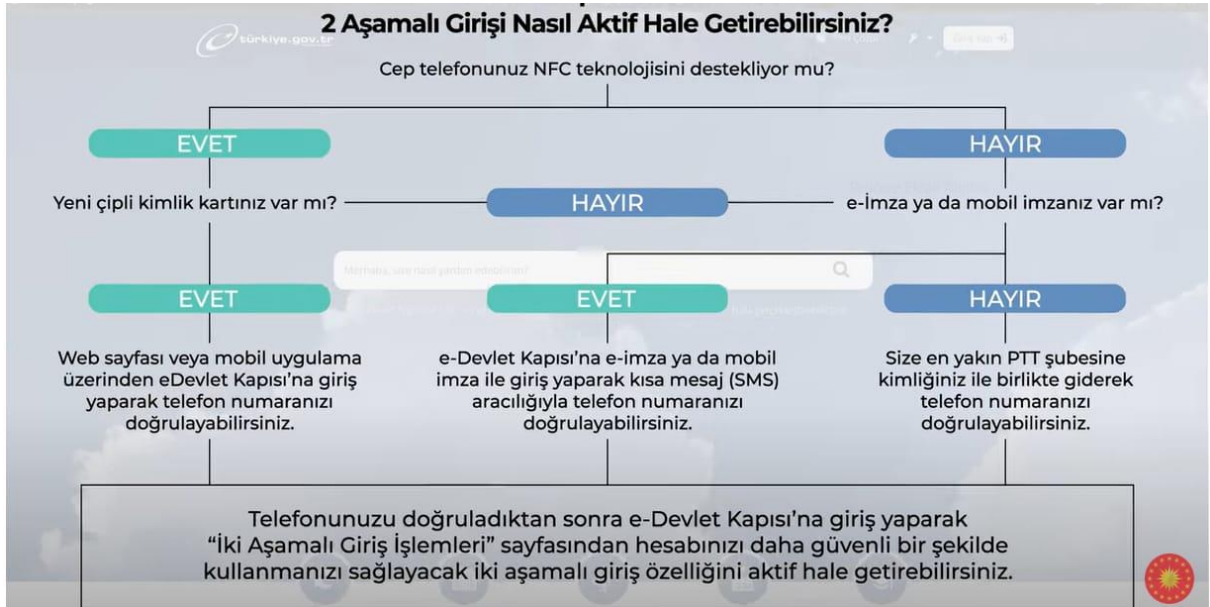 2 Aşamalı Girişi Nasıl Aktif Hale Getirebilirsiniz?
türkiye.gov.tr
Cep telefonunuz NFC teknolojisini destekliyor mu?
EVET
HAYIR
Yeni çipli kimlik kartınız var mı?
HAYIR
e-İmza ya da mobil imzanız var mı?
EVET
EVET
HAYIR
Web sayfası veya mobil uygulama
üzerinden eDevlet Kapısı’na giriş
yaparak telefon numaranızı
doğrulayabilirsiniz.
e-Devlet Kapısı’na e-imza ya da mobil
imza ile giriş yaparak kısa mesaj (SMS)
aracılığıyla telefon numaranızı
doğrulayabilirsiniz.
Size en yakın PTT şubesine
kimliğiniz ile birlikte giderek
telefon numaranızı
doğrulayabilirsiniz.
Telefonunuzu doğruladıktan sonra e-Devlet Kapısı’na giriş yaparak
“İki Aşamalı Giriş İşlemleri” sayfasından hesabınızı daha güvenli bir şekilde
kullanmanızı sağlayacak iki aşamalı giriş özelliğini aktif hale getirebilirsiniz.